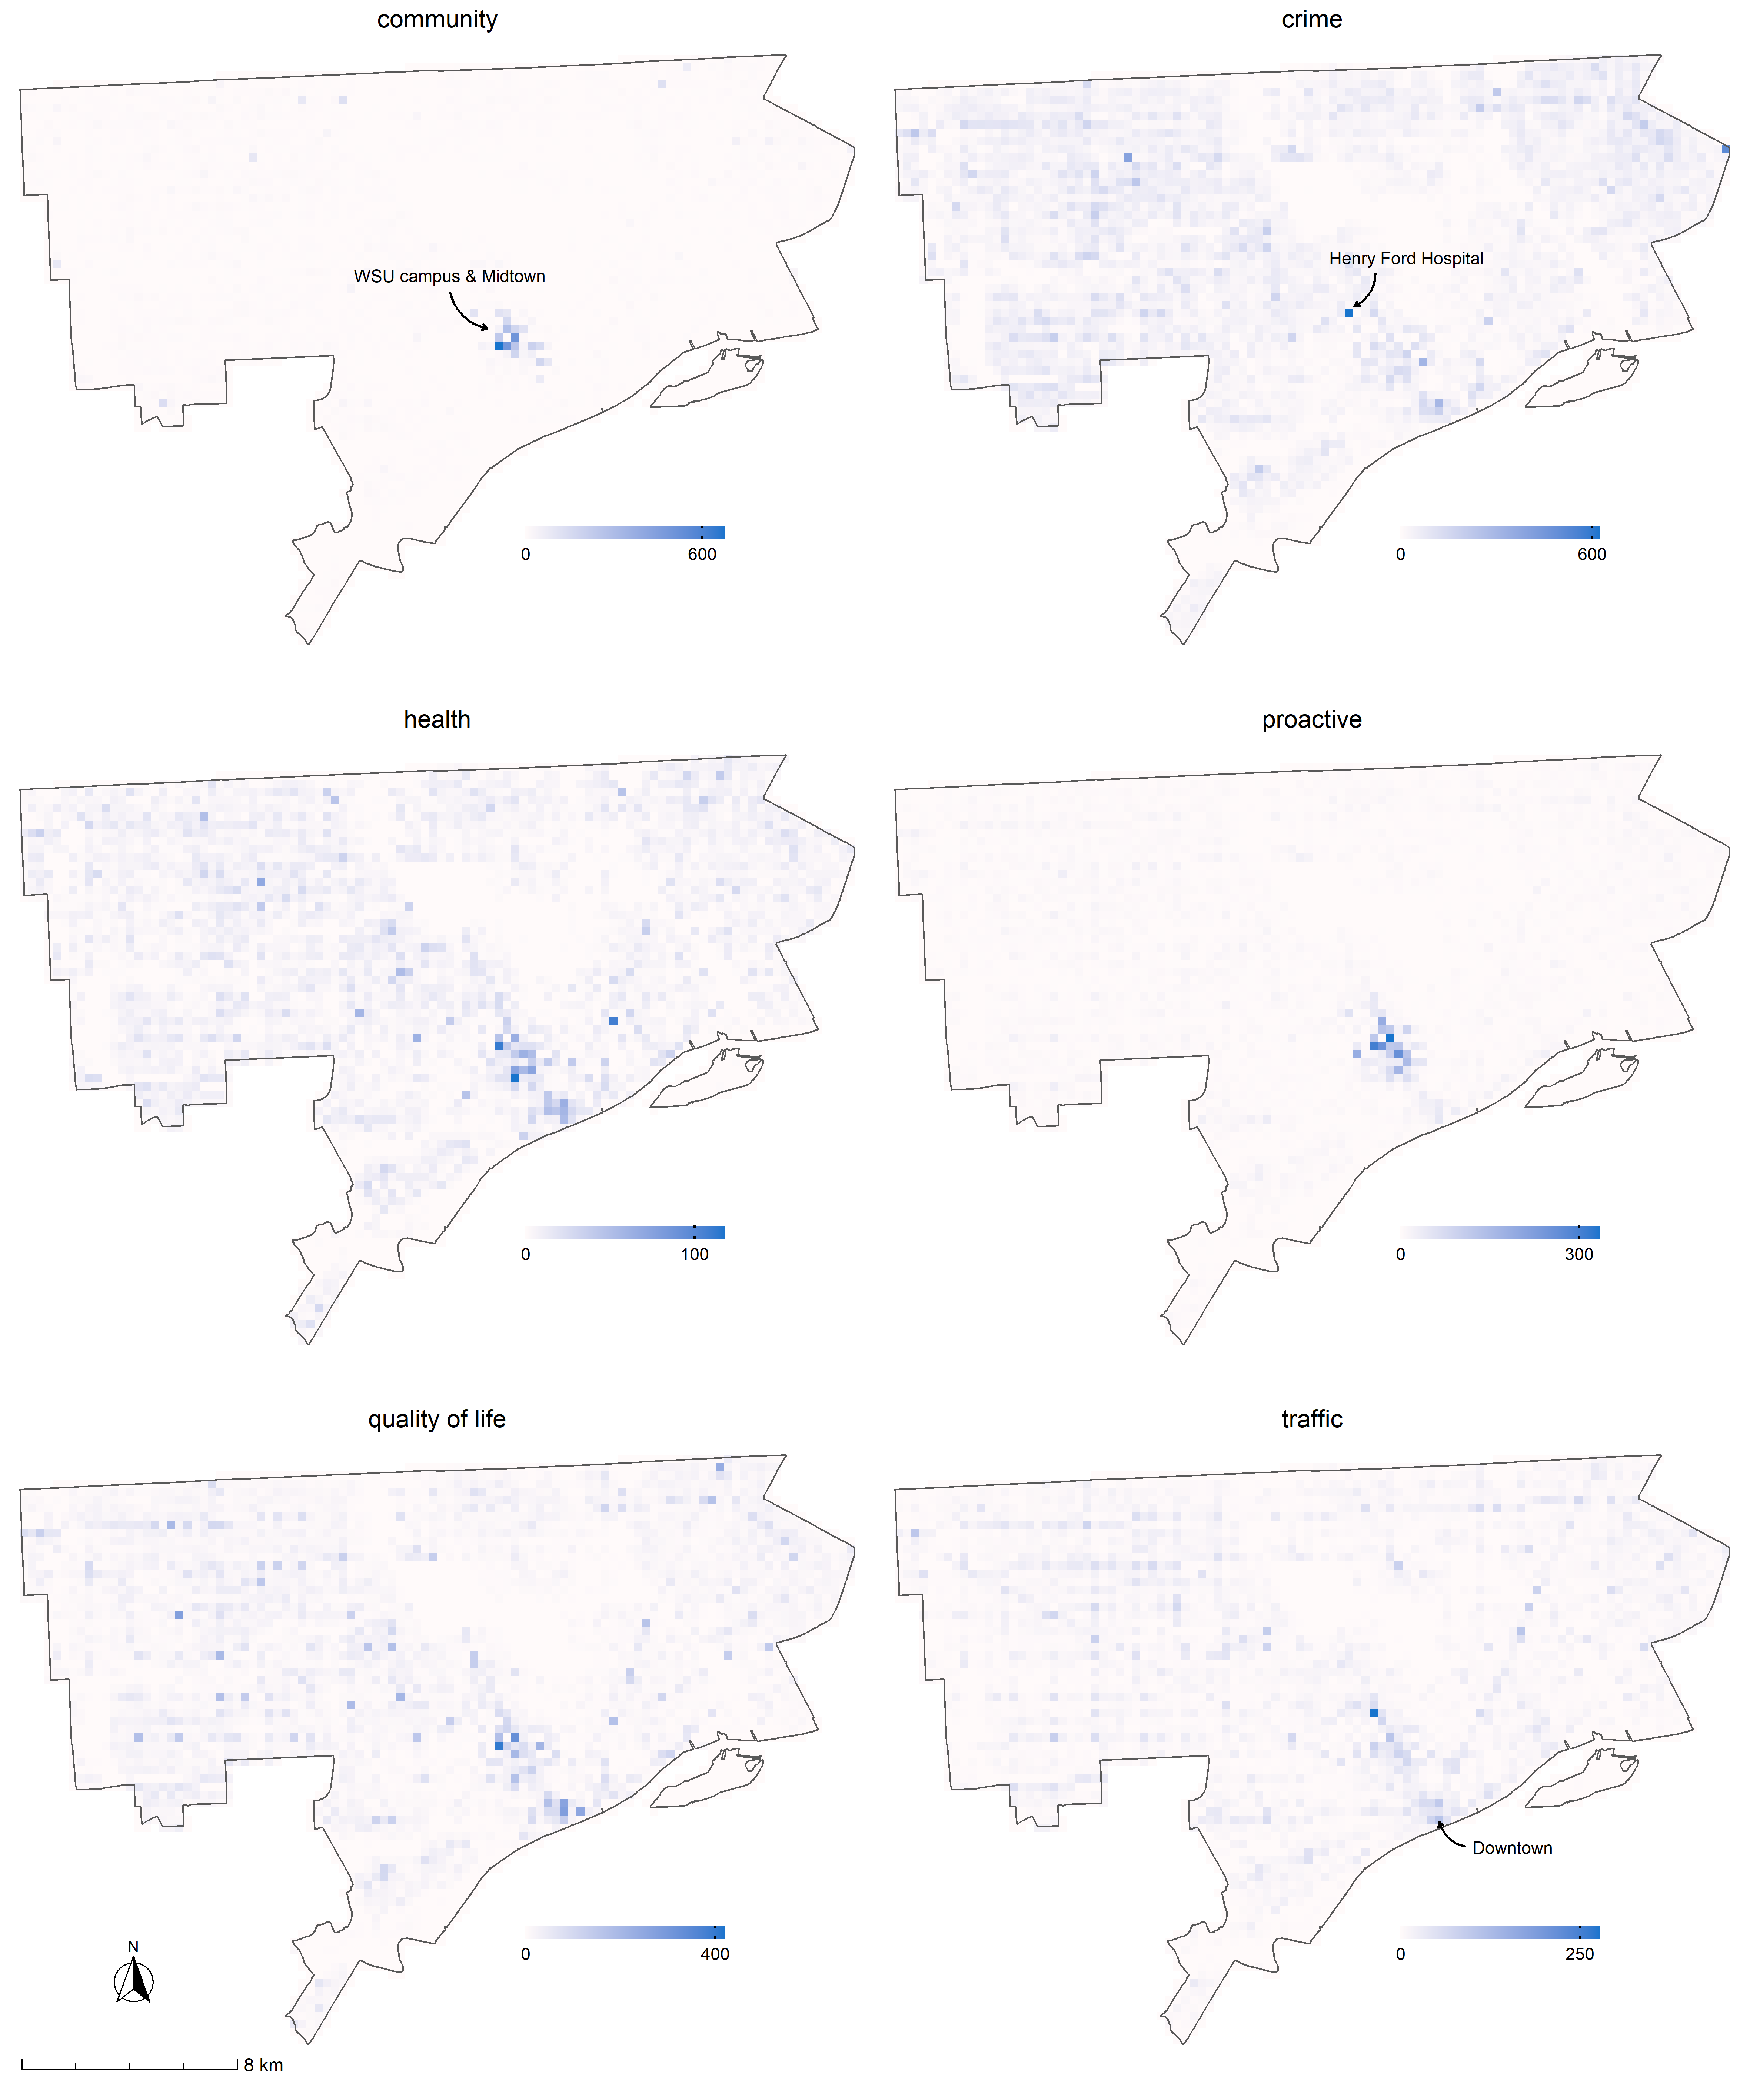 community
crime
WSU campus & Midtown
Henry Ford Hospital
0 600
0 600
health
proactive
0 100
0 300
quality of life
traffic
Downtown
0 400
0 250
N
8 km